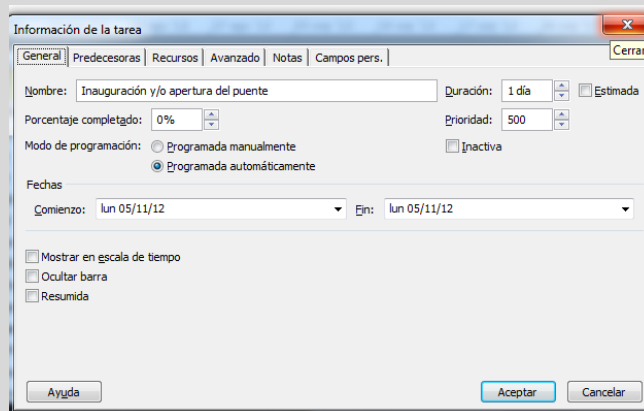 Información de la tarea
Cerrar
General Predecesoras Recursos Avanzado Notas Campos pers.
Nombre: Inauguración y/o apertura del puente Duración: 1 día Estimada
Porcentaje completado: 0% Prioridad: 500
Modo de programación: Programada manualmente Inactiva
Programada automáticamente
Fechas
Comienzo: lun 05/11/12 Fin: lun 05/11/12
Mostrar en escala de tiempo
Ocultar barra
Resumida
Ayuda Aceptar Cancelar